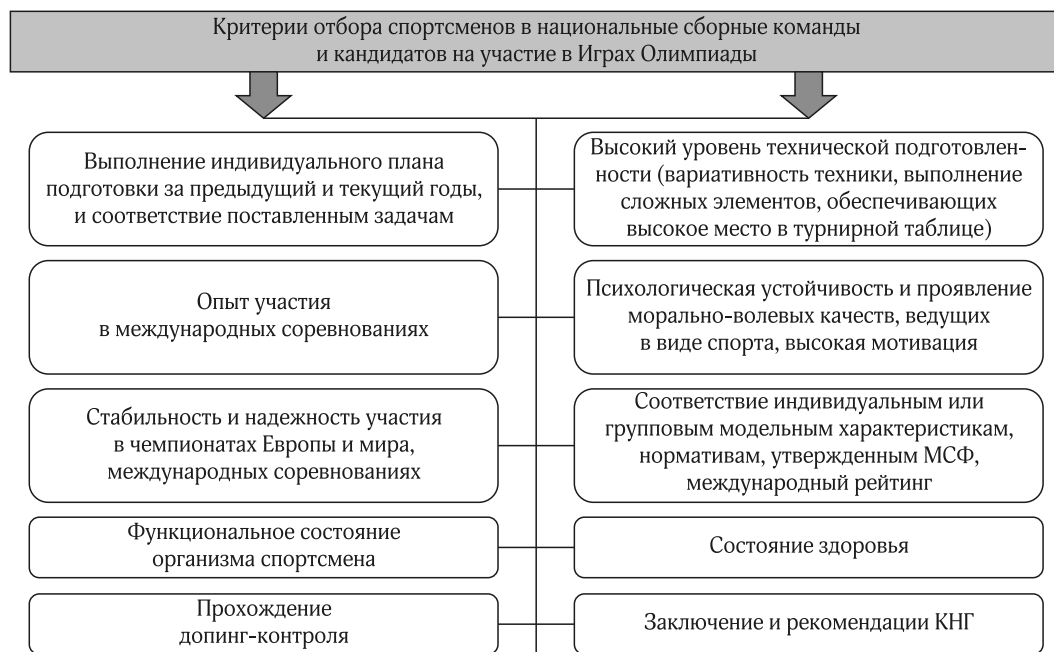 Критерии отбора спортсменов в национальные сборные команды
и кандидатов на участие в Играх Олимпиады
Выполнение индивидуального плана
подготовки за предыдущий и текущий годы,
и соответствие поставленным задачам
Высокий уровень технической подготовлен-
ности (вариативность техники, выполнение
сложных элементов, обеспечивающих
высокое место в турнирной таблице)
Опыт участия
в международных соревнованиях
Психологическая устойчивость и проявление
морально-волевых качеств, ведущих
в виде спорта, высокая мотивация
Стабильность и надежность участия
в чемпионатах Европы и мира,
международных соревнованиях
Соответствие индивидуальным или
групповым модельным характеристикам,
нормативам, утвержденным МСФ,
международный рейтинг
Функциональное состояние
организма спортсмена
Состояние здоровья
Прохождение
допинг-контроля
Заключение и рекомендации КНГ